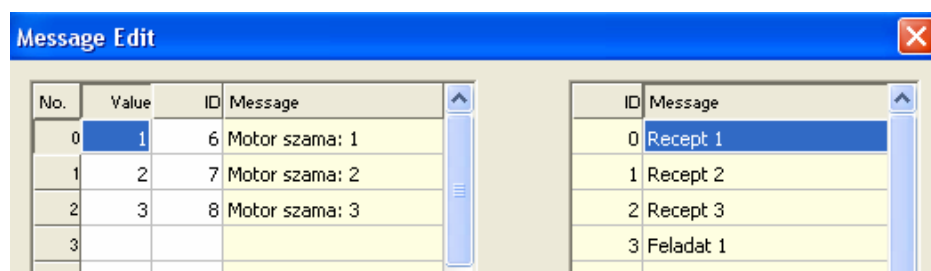 Message Edit
No. Value ID Message
0 1 6 Motor szama: 1
1 2 7 Motor szama: 2
2 3 8 Motor szama: 3
3
ID Message
0 Recept 1
1 Recept 2
2 Recept 3
3 Feladat 1